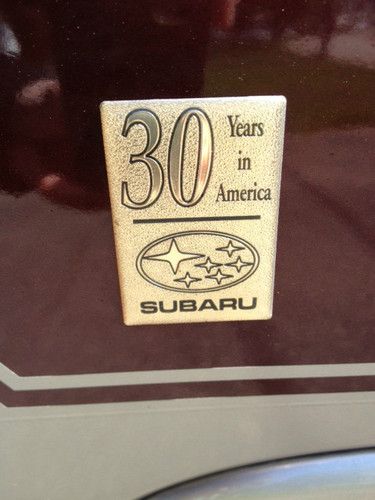 30 Years
in
America
SUBARU